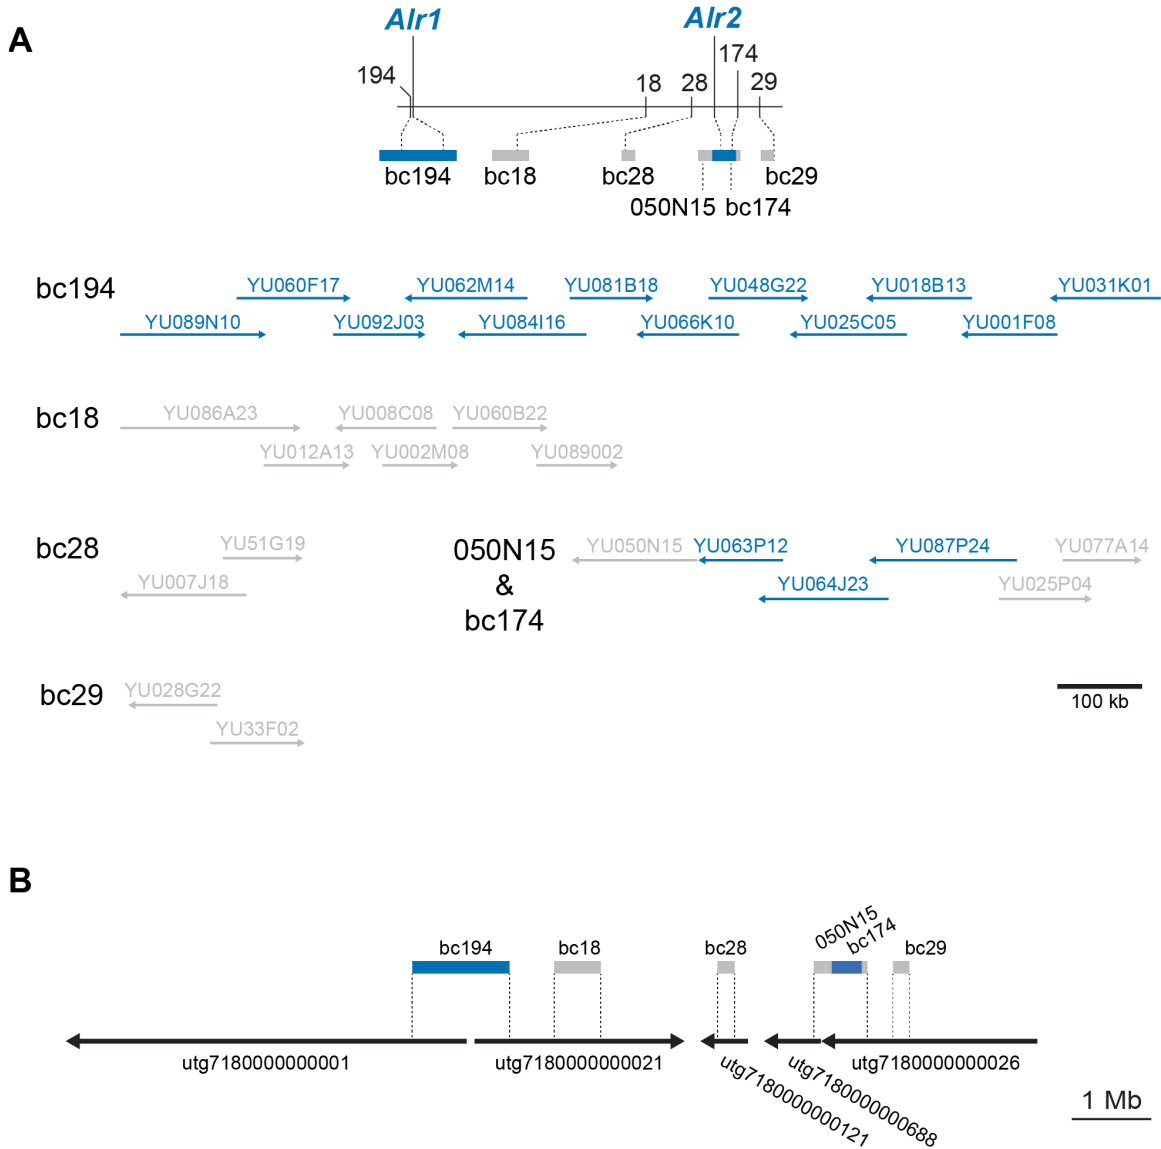 A
Alr1
Alr2
194
18
28
174
29
bc194
bc18
bc28
bc29
050N15
bc174
bc194
YU060F17
YU062M14
YU081B18
YU048G22
YU018B13
YU031K01
YU089N10
YU092J03
YU084I16
YU066K10
YU025C05
YU001F08
bc18
YU086A23
YU008C08
YU060B22
YU012A13
YU002M08
YU089002
bc28
YU51G19
YU007J18
050N15
&
bc174
YU050N15
YU063P12
YU087P24
YU077A14
YU064J23
YU025P04
bc29
YU028G22
YU33F02
100 kb
B
bc194
bc18
bc28
050N15
bc174
bc29
utg7180000000001
utg7180000000021
utg7180000000121
utg7180000000688
utg7180000000026
1 Mb